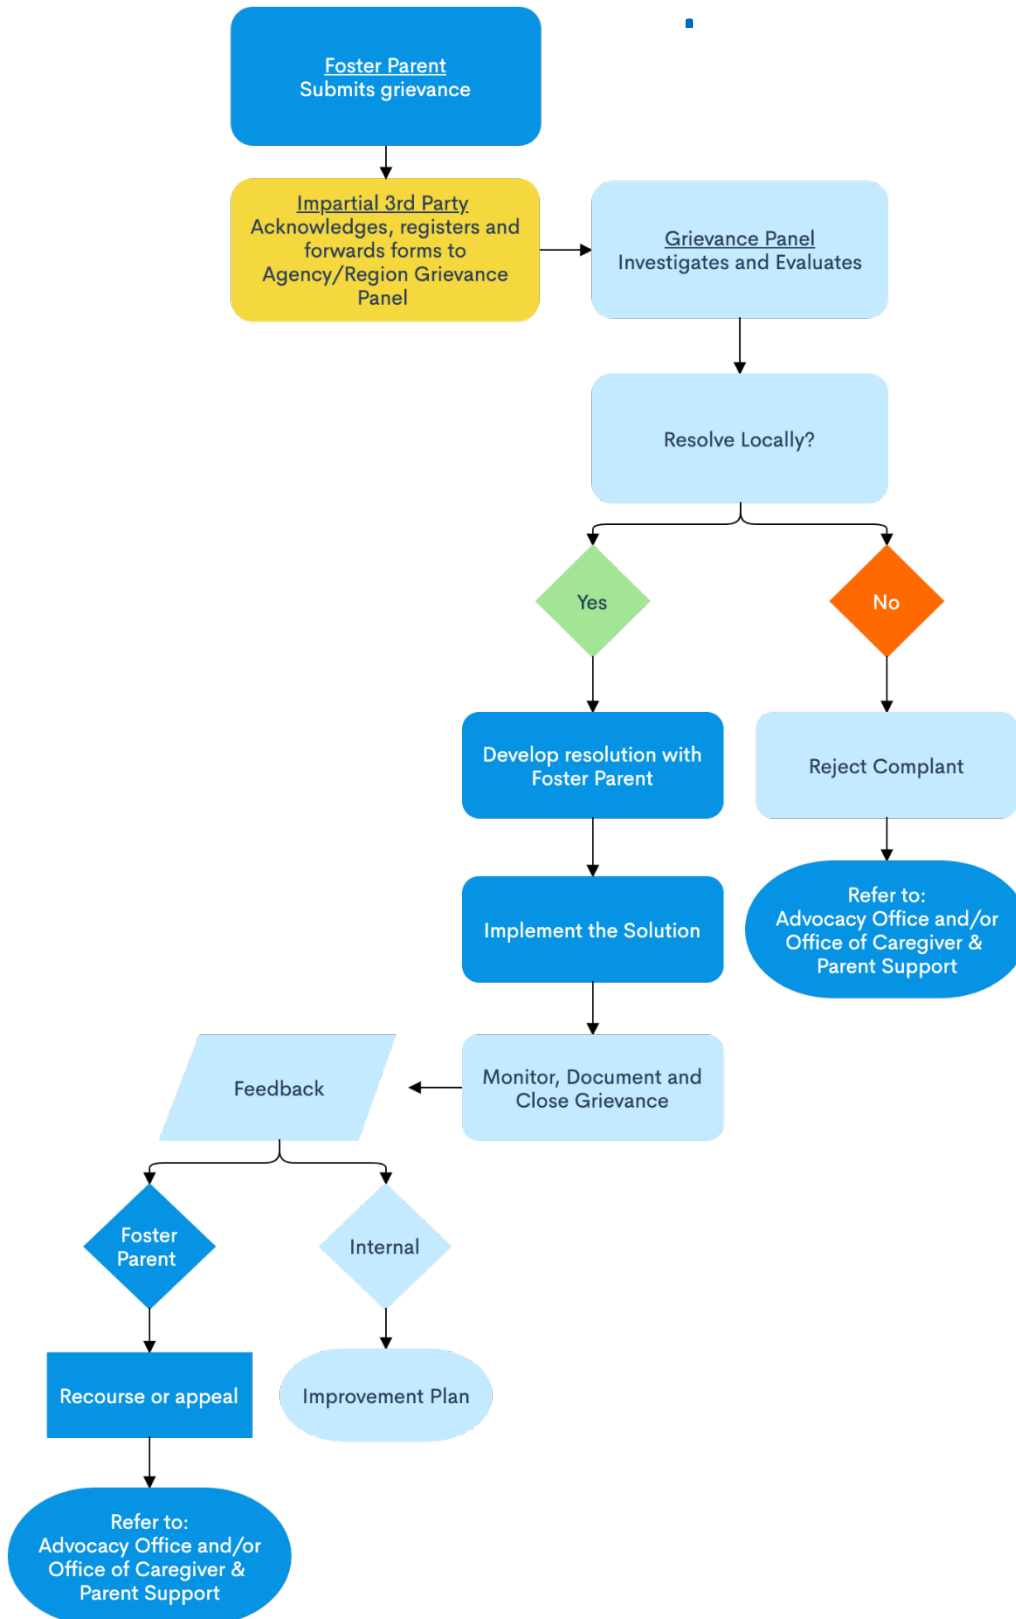 Foster Parent
Submits grievance
Impartial 3rd Party
Acknowledges, registers and
forwards forms to
Agency/Region Grievance
Panel
Grievance Panel
Investigates and Evaluates
Resolve Locally?
Yes
No
Develop resolution with
Foster Parent
Reject Complant
Implement the Solution
Refer to:
Advocacy Office and/or
Office of Caregiver &
Parent Support
Monitor, Document and
Close Grievance
Feedback
Foster
Parent
Internal
Recourse or appeal
Improvement Plan
Refer to:
Advocacy Office and/or
Office of Caregiver &
Parent Support